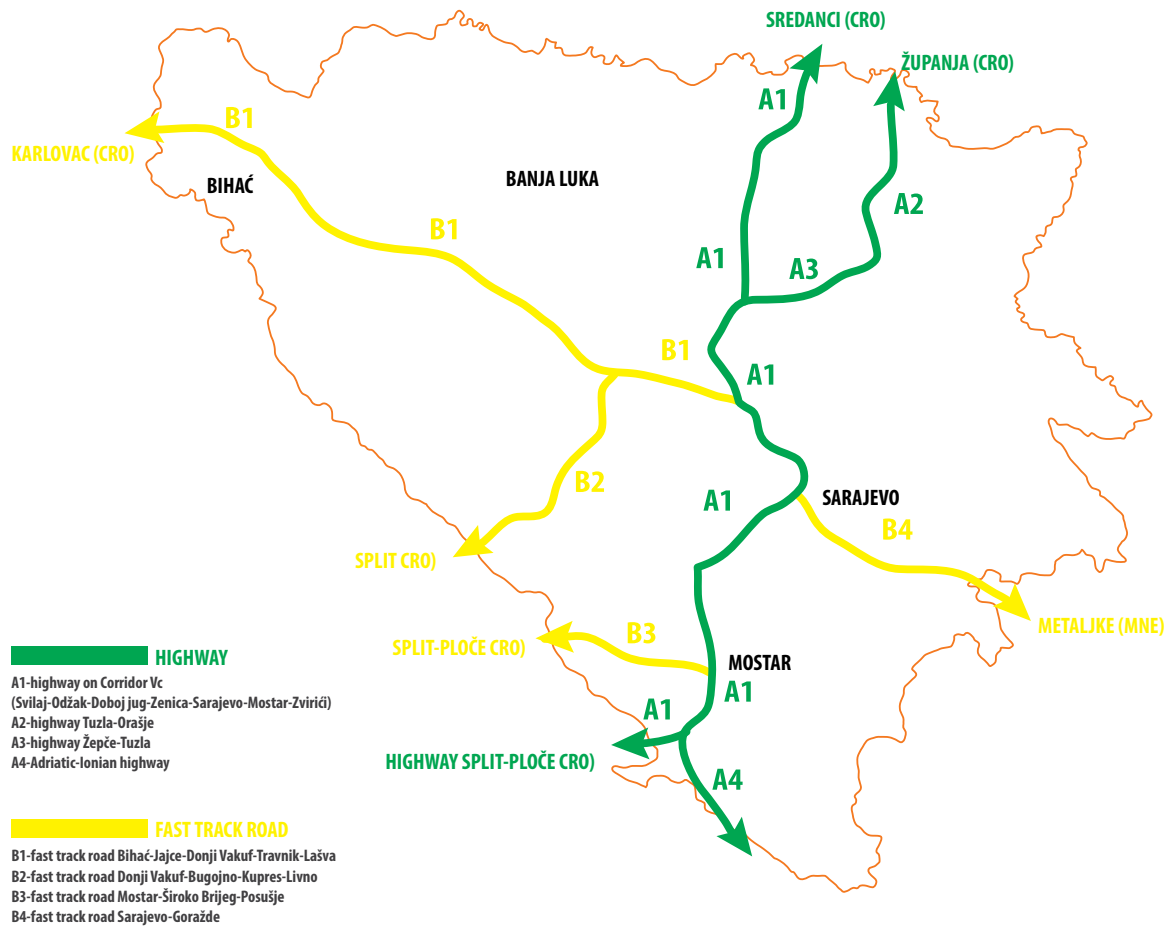 SREDANCI (CRO)
ŽUPANJA (CRO)
A1
B1
KARLOVAC (CRO)
BANJA LUKA
BIHAĆ
A2
B1
A1
A3
B1
A1
B2
A1
SARAJEVO
B4
SPLIT CRO)
METALJKE (MNE)
B3
SPLIT-PLOČE CRO)
MOSTAR
A1
A1
HIGHWAY SPLIT-PLOČE CRO)
A4
HIGHWAY
A1-highway on Corridor Vc
(Svilaj-Odžak-Doboj jug-Zenica-Sarajevo-Mostar-Zvirići)
A2-highway Tuzla-Orašje
A3-highway Žepče-Tuzla
A4-Adriatic-Ionian highway
FAST TRACK ROAD
B1-fast track road Bihać-Jajce-Donji Vakuf-Travnik-Lašva
B2-fast track road Donji Vakuf-Bugojno-Kupres-Livno
B3-fast track road Mostar-Široko Brijeg-Posušje
B4-fast track road Sarajevo-Goražde